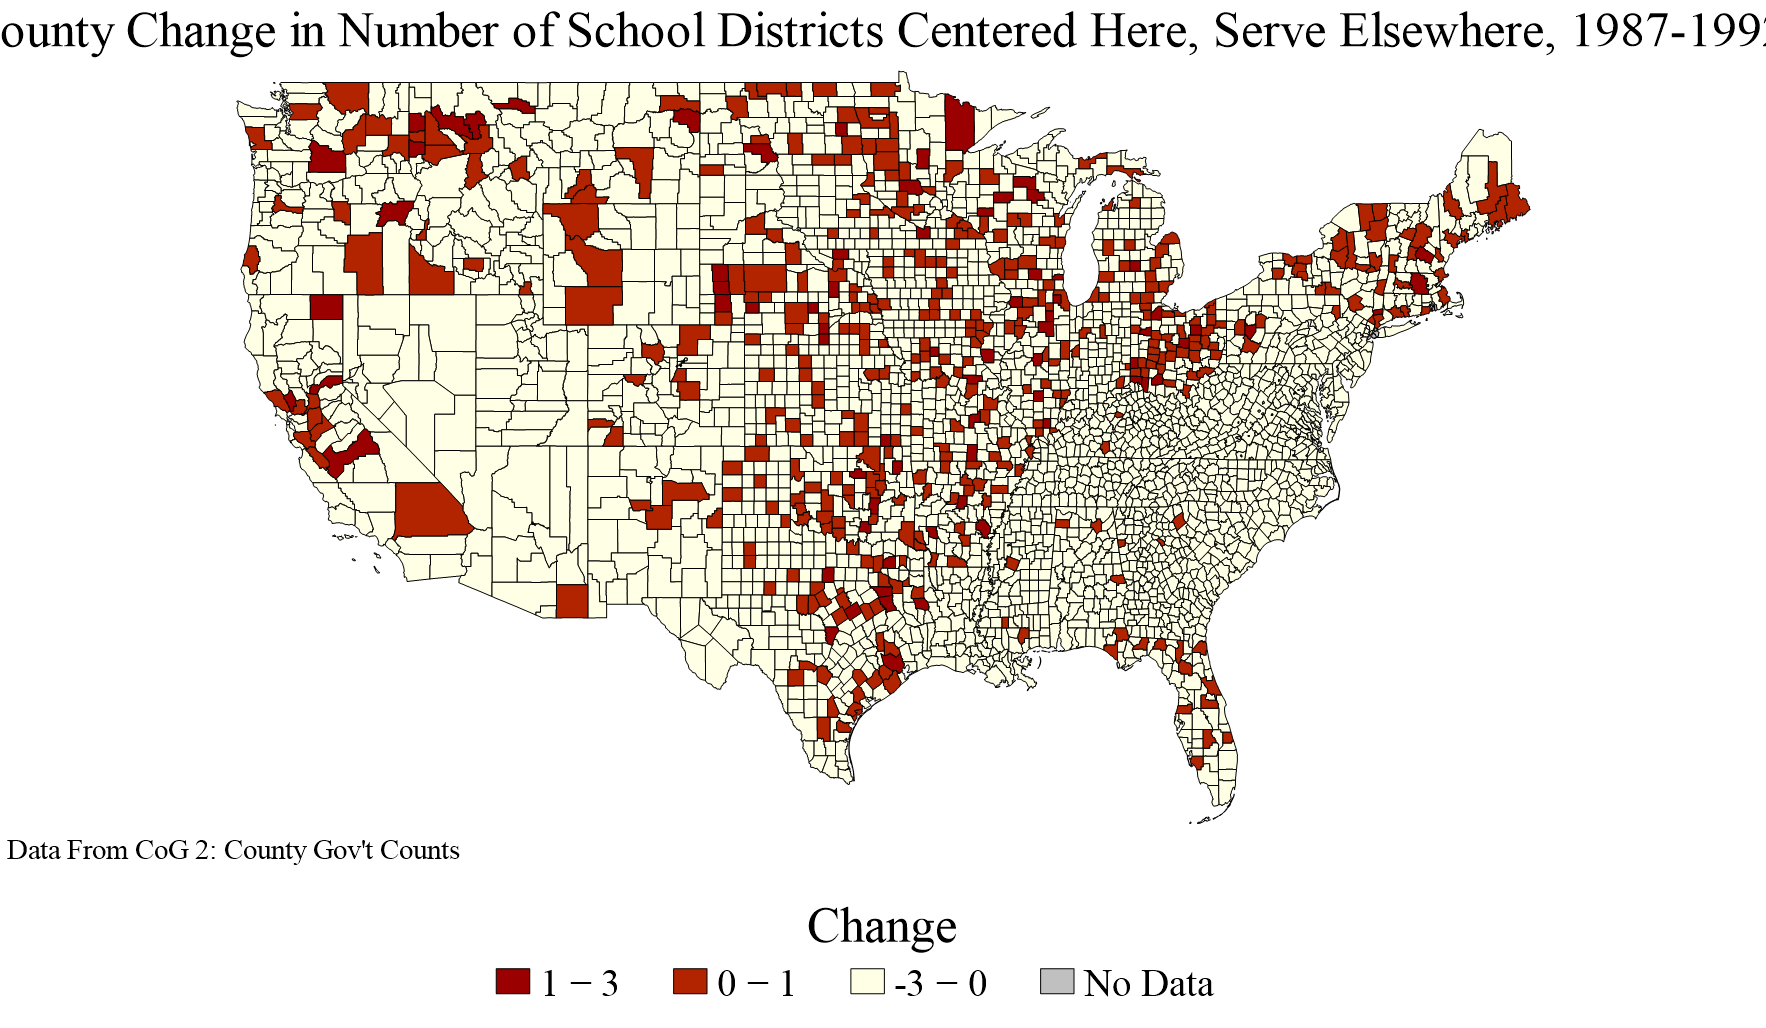 ounty Change in Number of School Districts Centered Here, Serve Elsewhere, 1987-199
Data From CoG 2: County Gov't Counts
Change
1 – 3
0 – 1
-3 – 0
No Data